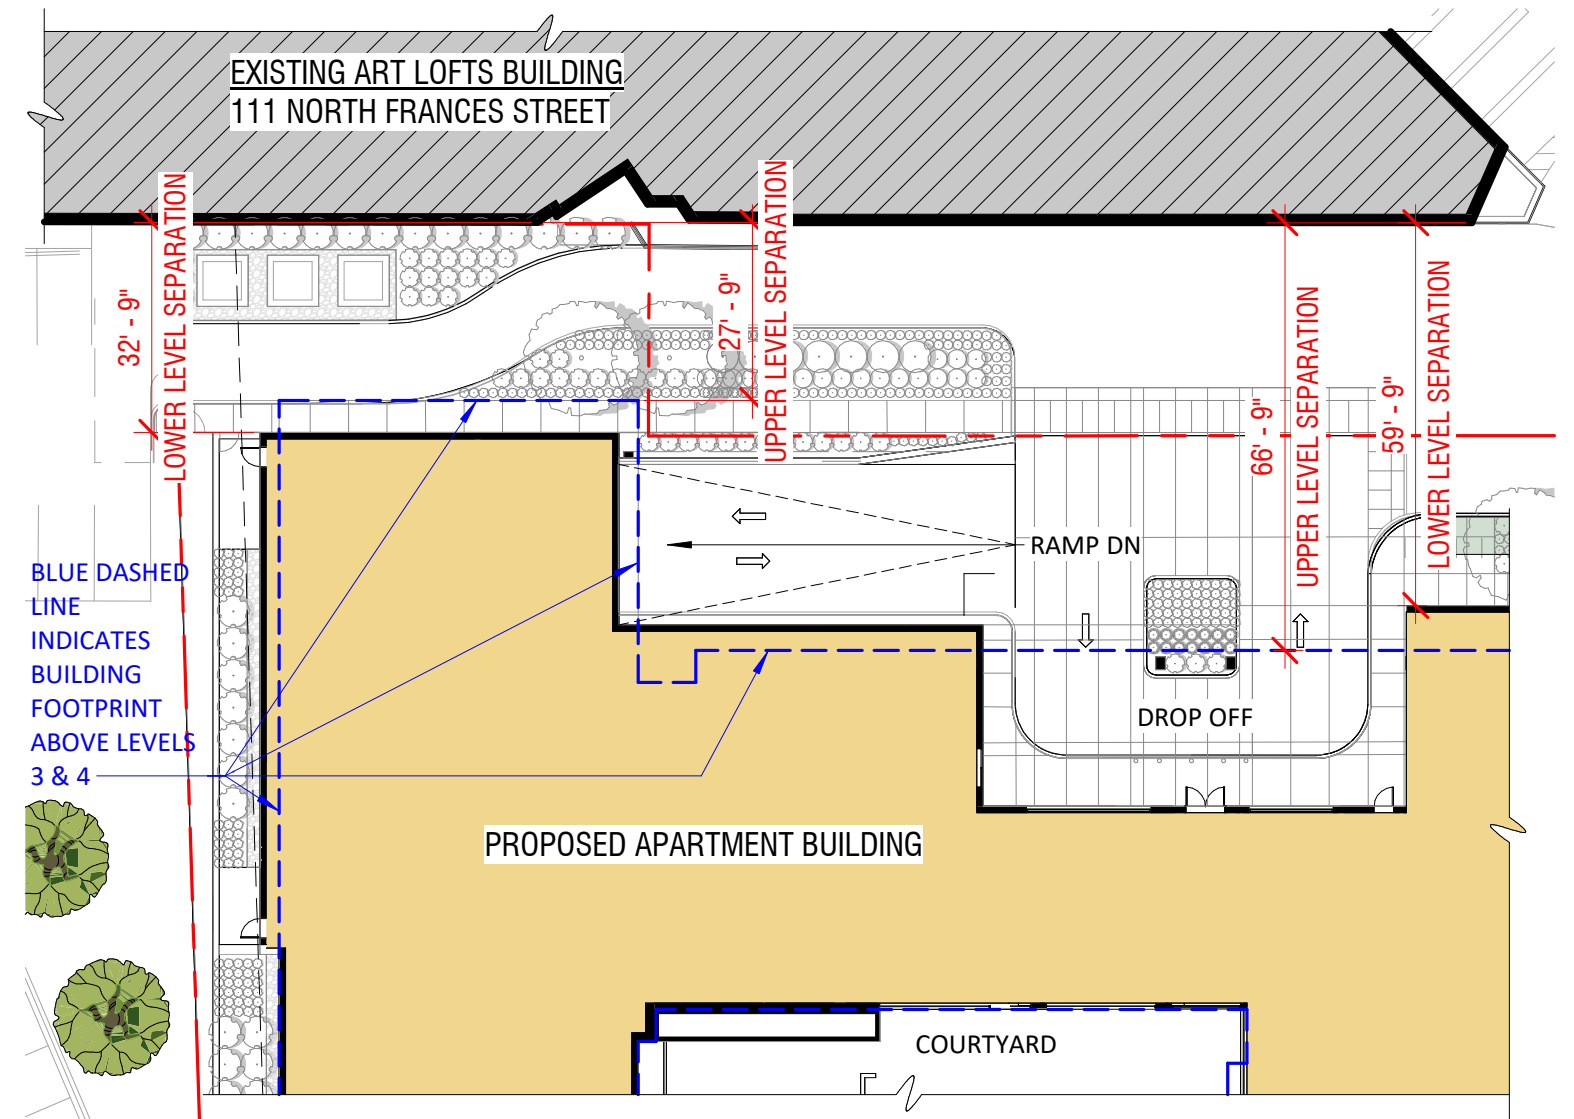 EXISTING ART LOFTS BUILDING
111 NORTH FRANCES STREET
32' - 9"
LOWER LEVEL SEPARATION
27' - 9"
UPPER LEVEL SEPARATION
66' - 9"
UPPER LEVEL SEPARATION
59' - 9"
LOWER LEVEL SEPARATION
RAMP DN
BLUE DASHED
LINE
INDICATES
BUILDING
FOOTPRINT
ABOVE LEVELS
3 & 4
DROP OFF
PROPOSED APARTMENT BUILDING
COURTYARD